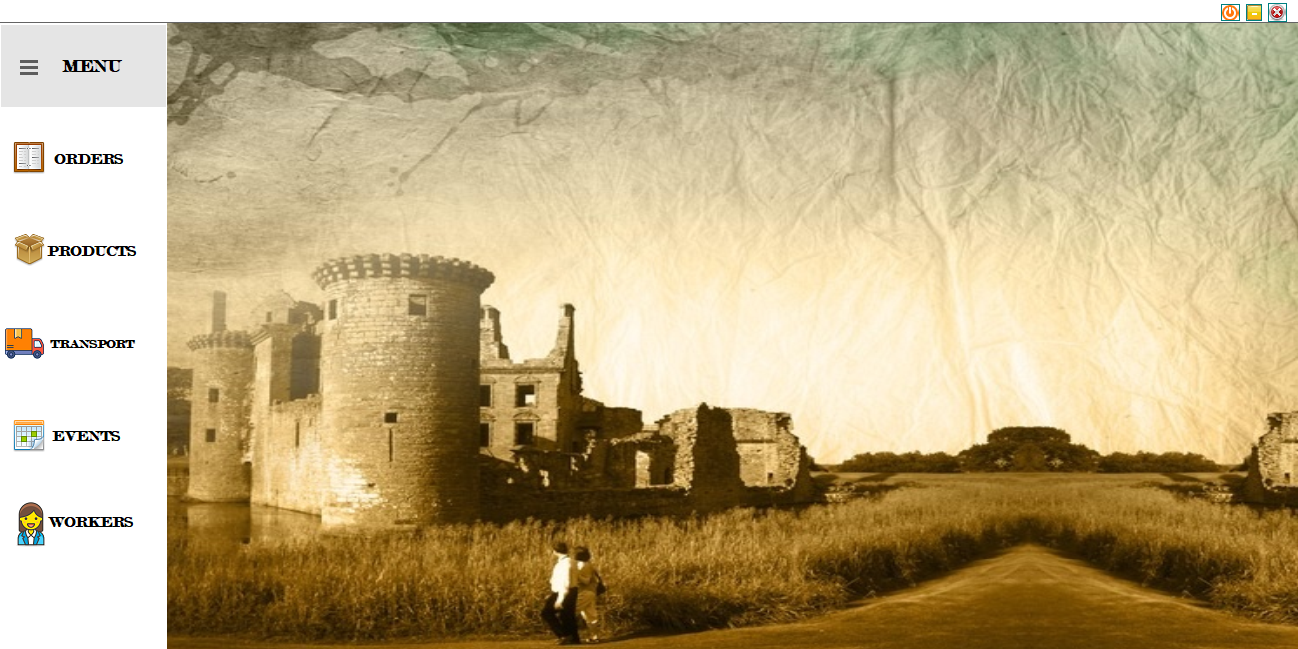 MENU
ORDERS
PRODUCTS
TRANSPORT
EVENTS
WORKERS